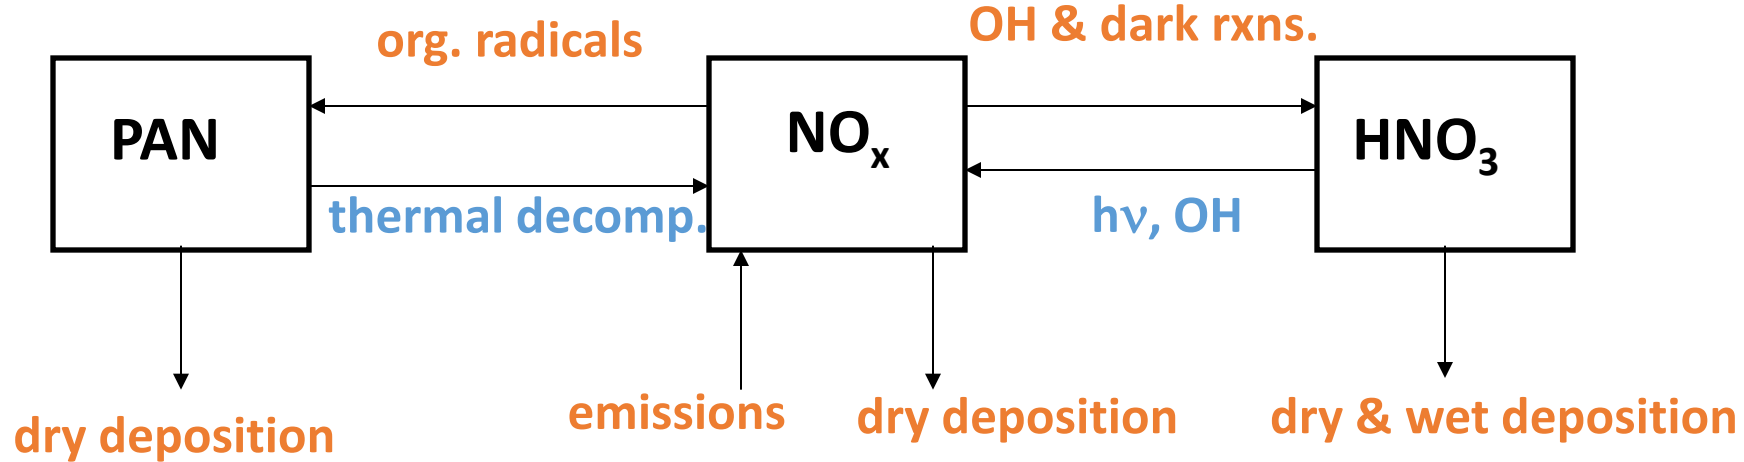 org. radicals
OH & dark rxns.
PAN
NOₓ
HNO₃
thermal decomp.
hν, OH
emissions
dry deposition
dry & wet deposition
dry deposition